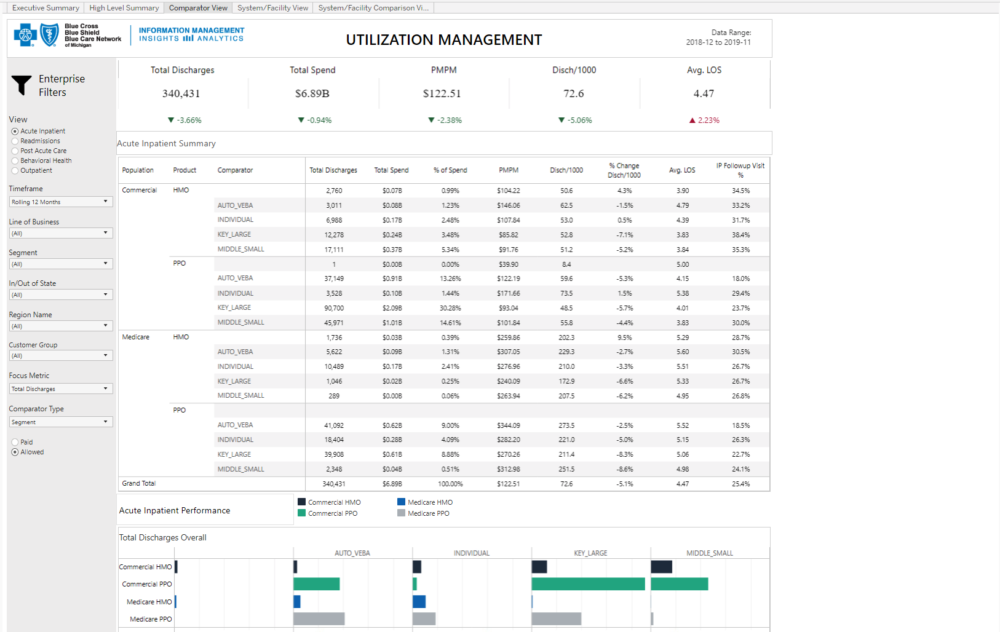 Executive Summary High Level Summary Comparator View System/Facility View System/Facility Comparison Vi...
Blue Cross
Blue Shield
Blue Care Network
of Michigan
INFORMATION MANAGEMENT
INSIGHTS ANALYTICS
UTILIZATION MANAGEMENT
Data Range:
2018-12 to 2019-11
Enterprise
Filters
View
Acute Inpatient
Readmissions
Post Acute Care
Behavioral Health
Outpatient
Timeframe
Rolling 12 Months
Line of Business
(All)
Segment
(All)
In/Out of State
(All)
Region Name
(All)
Customer Group
(All)
Focus Metric
Total Discharges
Comparator Type
Segment
Paid
Allowed
Total Discharges Total Spend PMPM Disch/1000 Avg. LOS
340,431 $6.89B $122.51 72.6 4.47
▼ -3.66% ▼ -0.94% ▼ -2.38% ▼ -5.06% ▲ 2.23%
Acute Inpatient Summary
Population Product Comparator Total Discharges Total Spend % of Spend PMPM Disch/1000 % Change Disch/1000 Avg. LOS IP Followup Visit %
Commercial HMO 2,760 $0.07B 0.99% $104.22 50.6 4.3% 3.90 34.5%
AUTO_VEBA 3,011 $0.08B 1.23% $146.06 62.5 -1.5% 4.79 33.2%
INDIVIDUAL 6,988 $0.17B 2.48% $107.84 53.0 0.5% 4.39 31.7%
KEY_LARGE 12,278 $0.24B 3.48% $85.82 52.8 -7.1% 3.83 38.4%
MIDDLE_SMALL 17,111 $0.37B 5.34% $91.76 51.2 -5.2% 3.84 35.3%
PPO 1 $0.00B 0.00% $39.90 8.4 5.00
AUTO_VEBA 37,149 $0.91B 13.26% $122.19 59.6 -5.3% 4.15 18.0%
INDIVIDUAL 3,528 $0.10B 1.44% $171.66 73.5 1.5% 5.38 29.4%
KEY_LARGE 90,700 $2.09B 30.28% $93.04 48.5 -5.7% 4.01 23.7%
MIDDLE_SMALL 45,971 $1.01B 14.61% $101.84 55.8 -4.4% 3.83 30.0%
Medicare HMO 1,736 $0.03B 0.39% $259.86 202.3 9.5% 5.29 28.7%
AUTO_VEBA 5,622 $0.09B 1.31% $307.05 229.3 -2.7% 5.60 30.5%
INDIVIDUAL 10,489 $0.17B 2.41% $276.96 210.0 -3.3% 5.51 26.7%
KEY_LARGE 1,046 $0.02B 0.25% $240.09 172.9 -6.6% 5.33 26.7%
MIDDLE_SMALL 289 $0.00B 0.06% $263.94 207.5 -6.2% 4.95 26.8%
PPO
AUTO_VEBA 41,092 $0.62B 9.00% $344.09 273.5 -2.5% 5.52 18.5%
INDIVIDUAL 18,404 $0.28B 4.09% $282.20 221.0 -5.0% 5.15 26.3%
KEY_LARGE 39,908 $0.61B 8.88% $270.26 211.4 -8.3% 5.06 22.7%
MIDDLE_SMALL 2,348 $0.04B 0.51% $312.98 251.5 -8.6% 4.98 24.1%
Grand Total 340,431 $6.89B 100.00% $122.51 72.6 -5.1% 4.47 25.4%
Acute Inpatient Performance
Commercial HMO Medicare HMO
Commercial PPO Medicare PPO
Total Discharges Overall
AUTO_VEBA INDIVIDUAL KEY_LARGE MIDDLE_SMALL
Commercial HMO
Commercial PPO
Medicare HMO
Medicare PPO